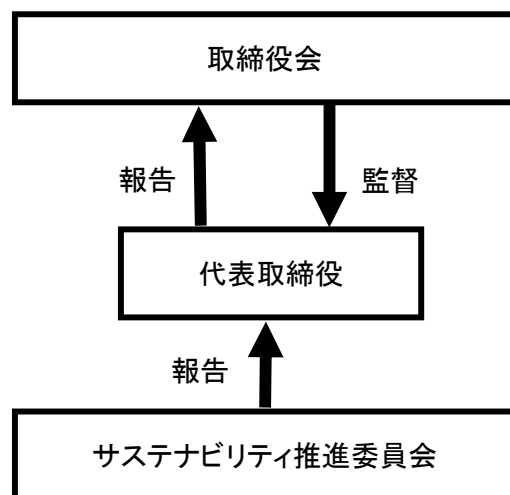 取締役会
報告
監督
代表取締役
報告
サステナビリティ推進委員会